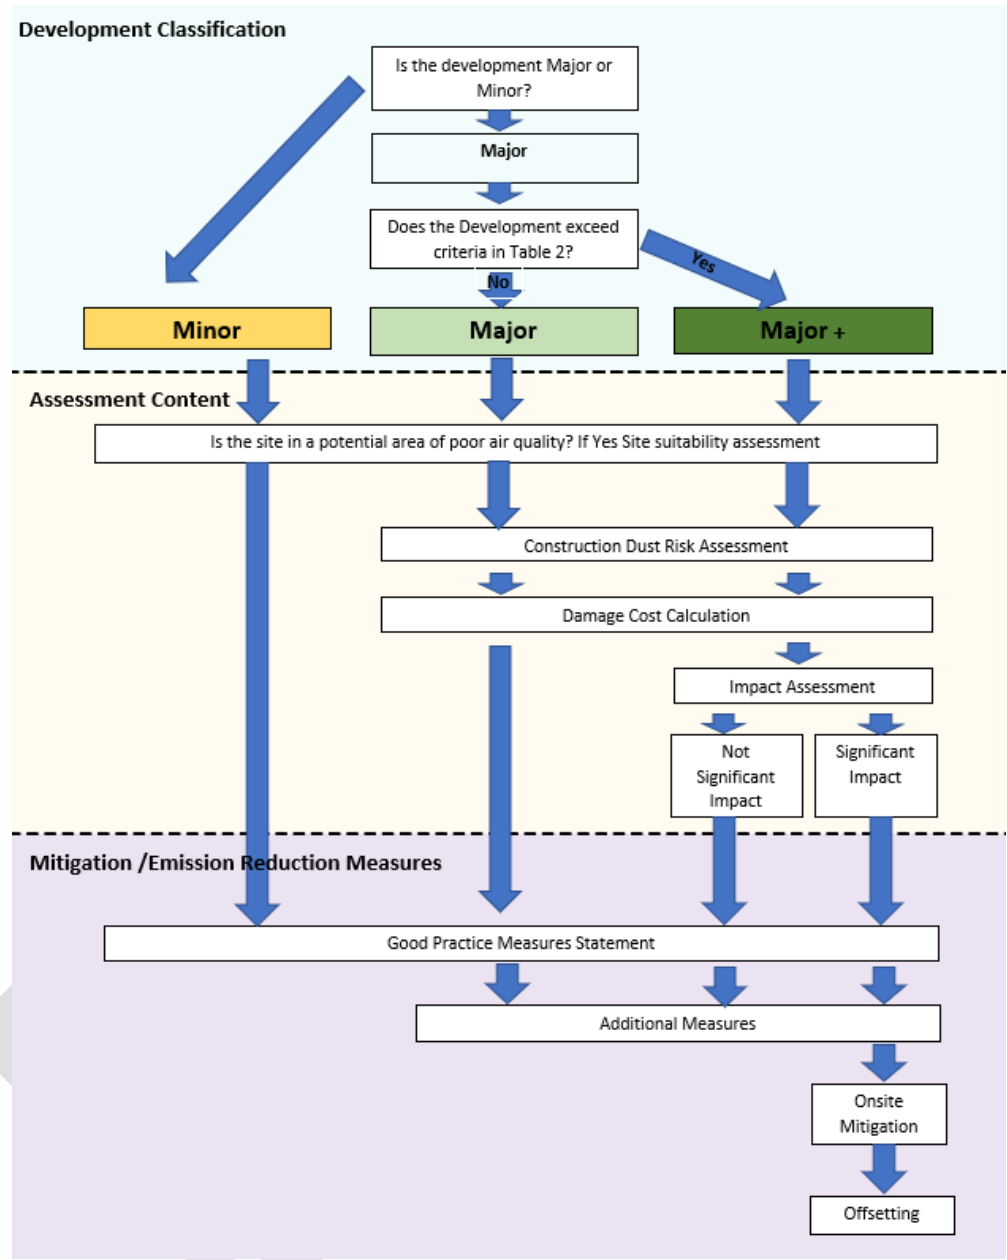 Development Classification
Is the development Major or
Minor?
Major
Does the Development exceed
criteria in Table 2?
Yes
No
Minor
Major
Major +
Assessment Content
Is the site in a potential area of poor air quality? If Yes Site suitability assessment
Construction Dust Risk Assessment
Damage Cost Calculation
Impact Assessment
Not
Significant
Impact
Significant
Impact
Mitigation /Emission Reduction Measures
Good Practice Measures Statement
Additional Measures
Onsite
Mitigation
Offsetting